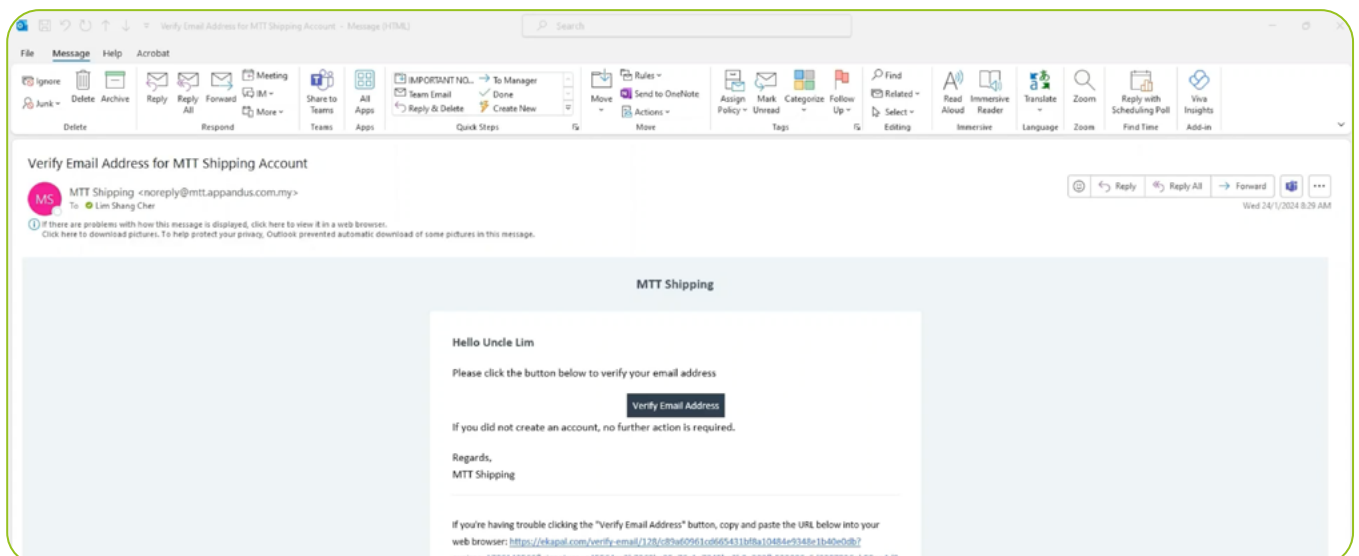 Verify Email Address for MTT Shipping Account - Message (HTML)
Search
File Message Help Acrobat
Ignore
Junk
Delete
Archive
Delete
Reply
Reply All
Forward
Meeting
IM
More
Respond
Share to Teams
Teams
All Apps
Apps
IMPORTANT NO...
Team Email
Reply & Delete
To Manager
Done
Create New
Quick Steps
Move
Rules
Send to OneNote
Actions
Move
Assign Policy
Mark Unread
Categorize
Follow Up
Tags
Find
Related
Select
Editing
Read Aloud
Immersive Reader
Immersive
Translate
Language
Zoom
Zoom
Reply with Scheduling Poll
Find Time
Viva Insights
Add-in
Verify Email Address for MTT Shipping Account
MS
MTT Shipping <noreply@mtt.appandus.com.my>
To Lim Shang Cher
Reply
Reply All
Forward
Wed 24/1/2024 8:29 AM
If there are problems with how this message is displayed, click here to view it in a web browser.
Click here to download pictures. To help protect your privacy, Outlook prevented automatic download of some pictures in this message.
MTT Shipping
Hello Uncle Lim
Please click the button below to verify your email address
Verify Email Address
If you did not create an account, no further action is required.
Regards,
MTT Shipping
If you're having trouble clicking the "Verify Email Address" button, copy and paste the URL below into your
web browser: https://ekapal.com/verify-email/128/c89a60961cd665431bf8a10484e9348e1b40e0db?